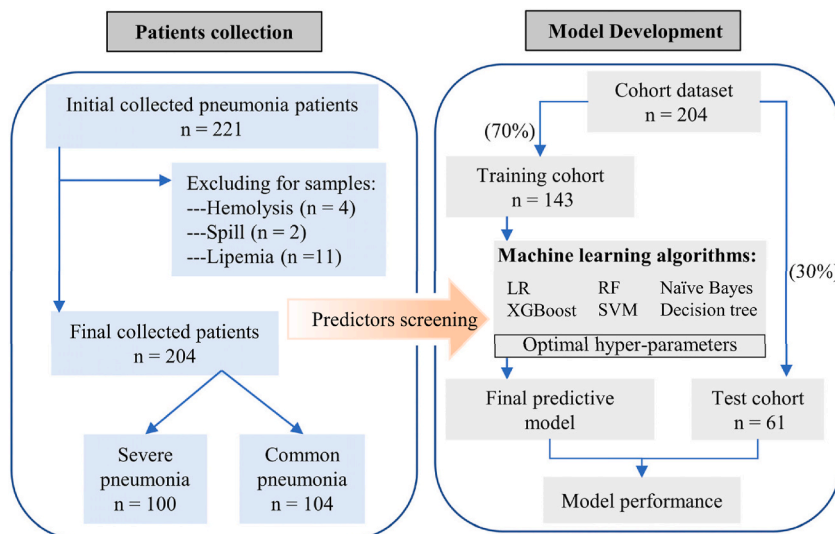 Patients collection
Initial collected pneumonia patients
n = 221
Excluding for samples:
---Hemolysis (n = 4)
---Spill (n = 2)
---Lipemia (n =11)
Final collected patients
n = 204
Severe
pneumonia
n = 100
Common
pneumonia
n = 104
Predictors screening
Model Development
Cohort dataset
n = 204
(70%)
Training cohort
n = 143
Machine learning algorithms:
LR RF Naïve Bayes
XGBoost SVM Decision tree
(30%)
Optimal hyper-parameters
Final predictive
model
Test cohort
n = 61
Model performance